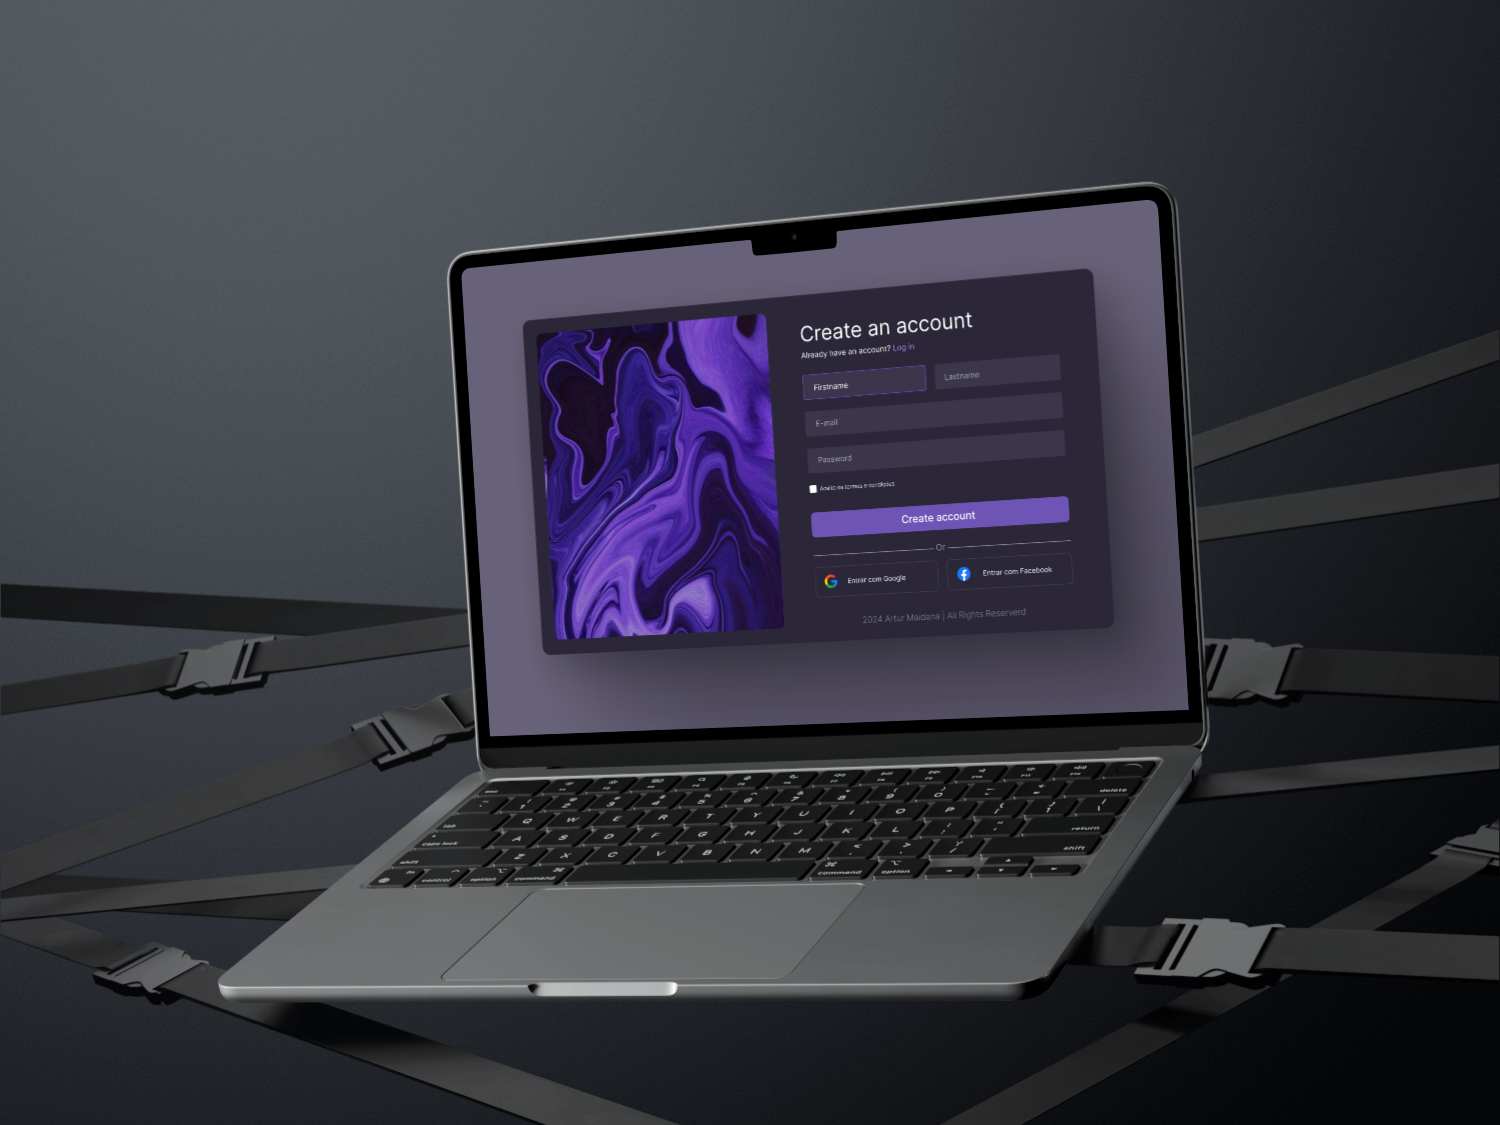 Create an account
Already have an account? Log in
Firstname
Lastname
E-mail
Password
Aceito os termos e condições
Create account
Or
Entrar com Google
Entrar com Facebook
2024 Artur Maidana | All Rights Reserverd
esc
delete
tab
Q W E R T Y U I O P
caps lock
A S D F G H J K L
return
shift
Z X C V B N M
shift
fn
control
option
command
command
option